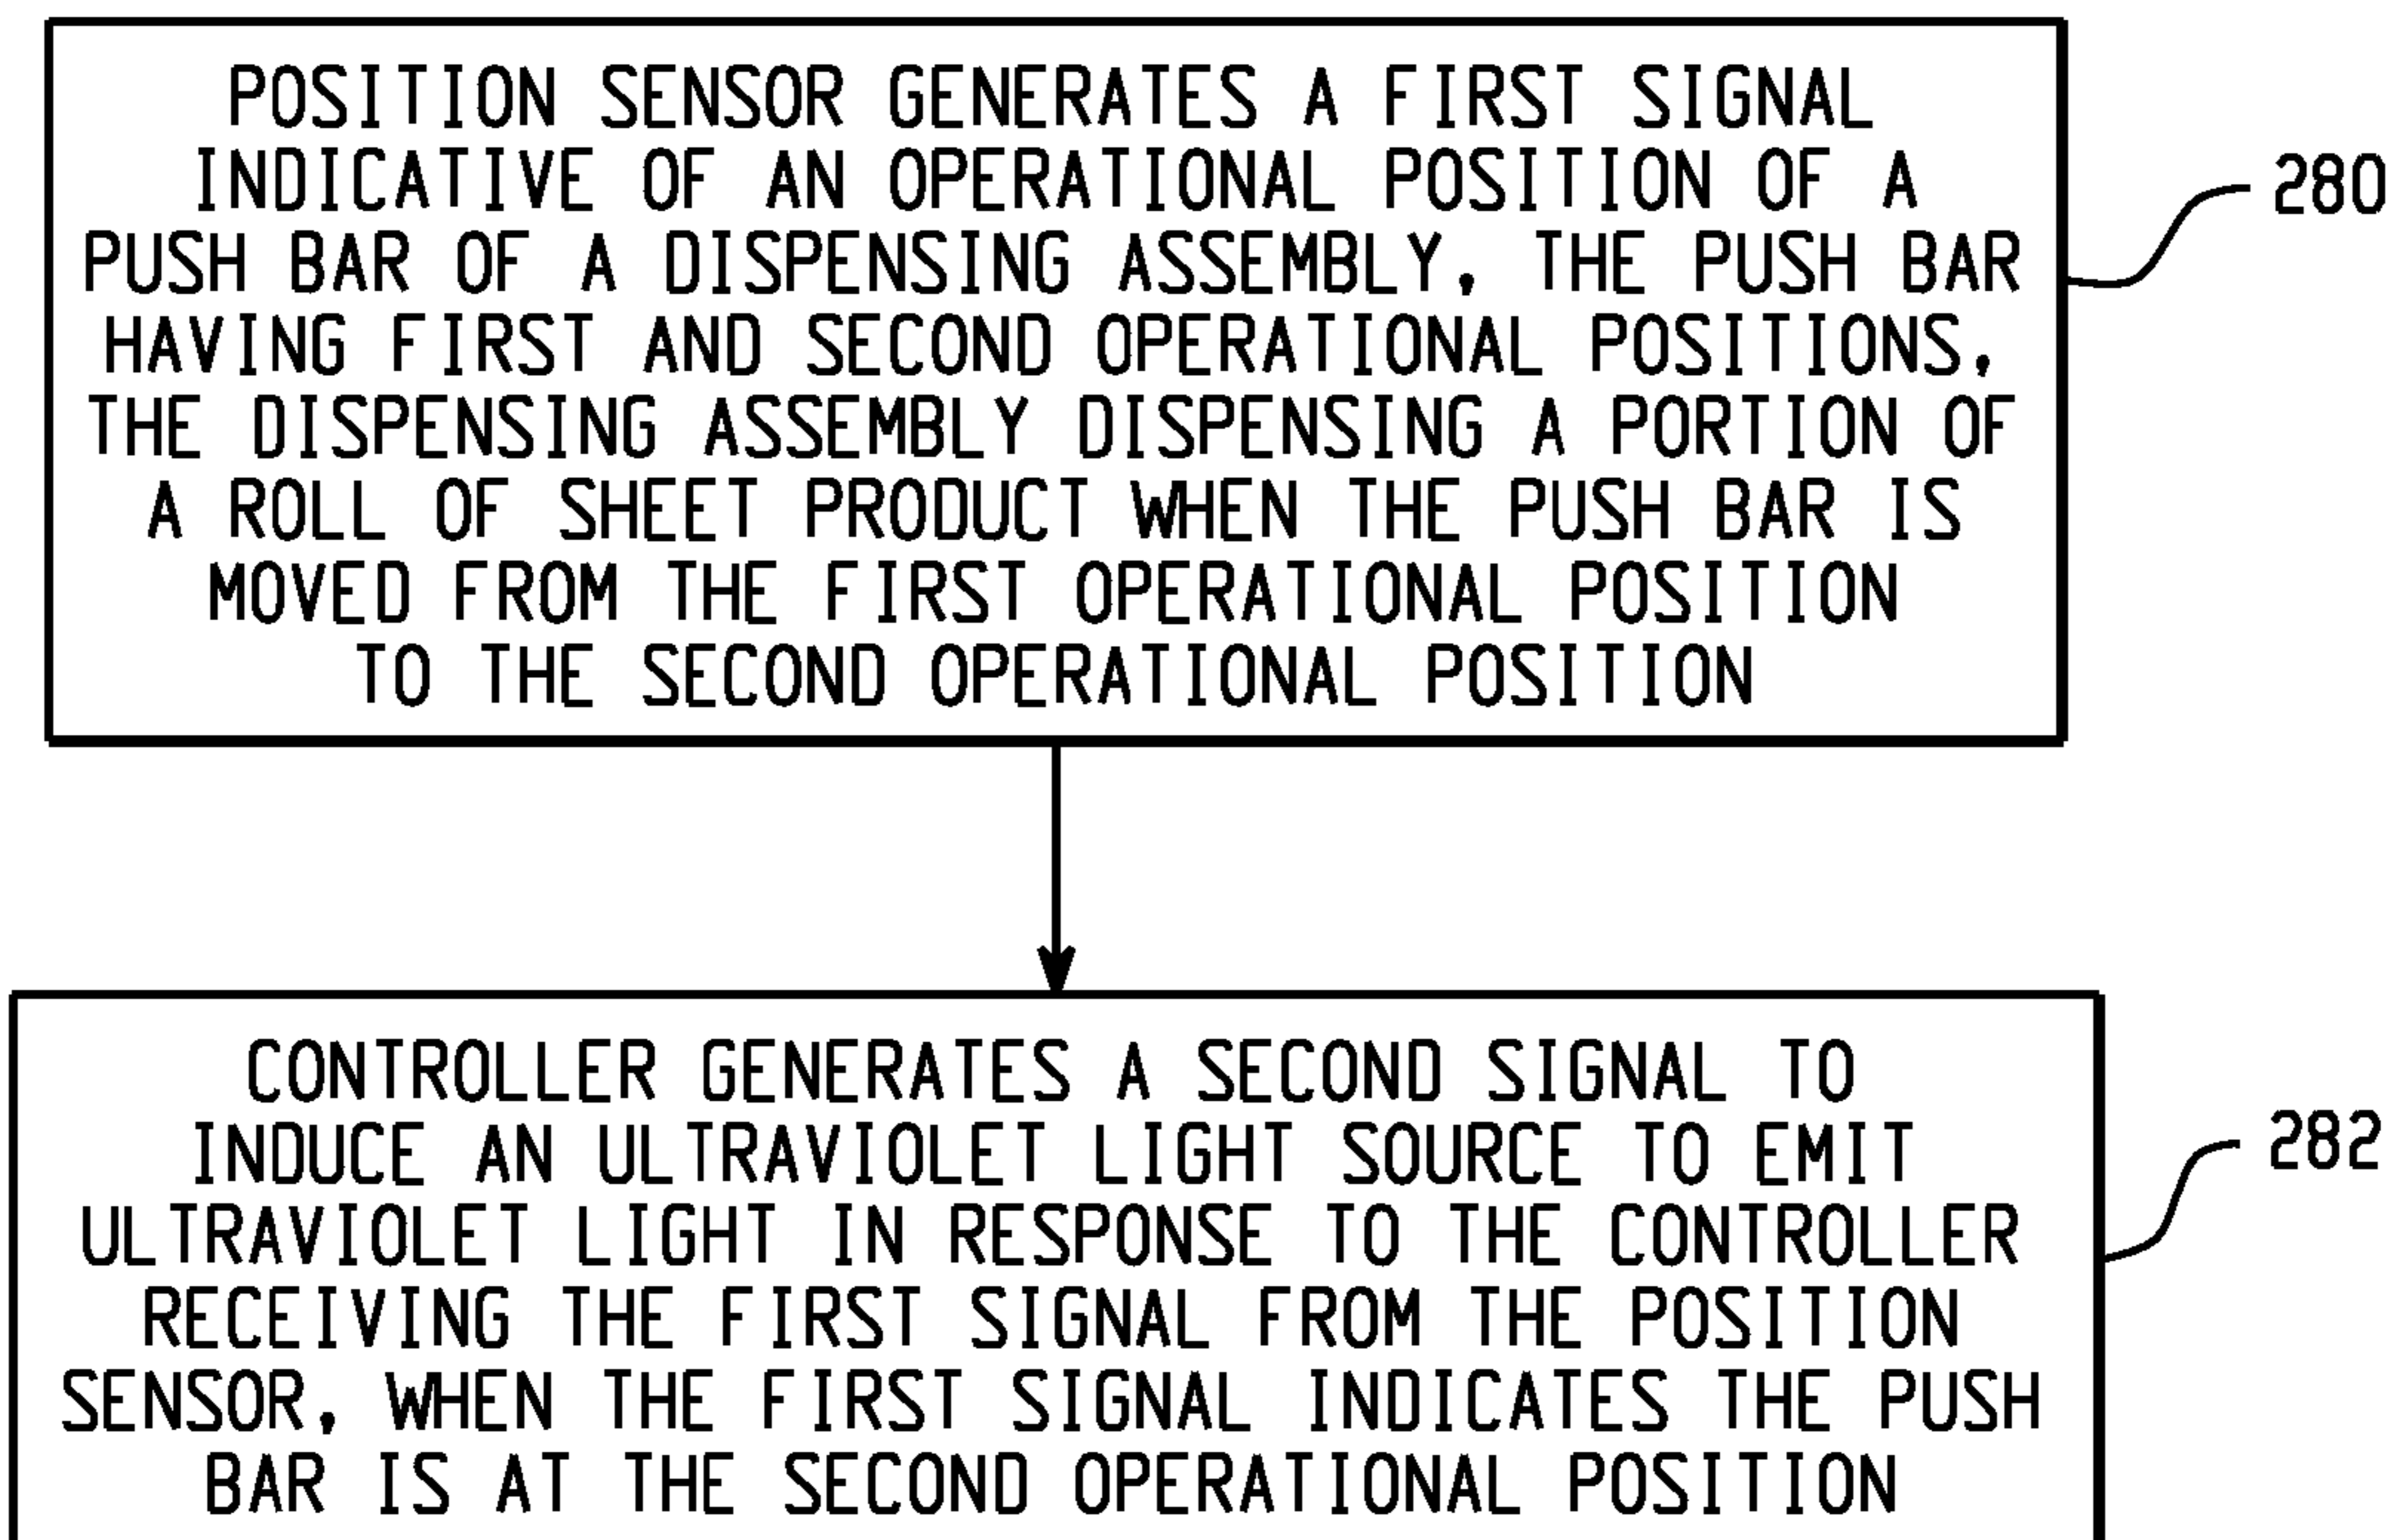 POSITION SENSOR GENERATES A FIRST SIGNAL
INDICATIVE OF AN OPERATIONAL POSITION OF A
PUSH BAR OF A DISPENSING ASSEMBLY, THE PUSH BAR
HAVING FIRST AND SECOND OPERATIONAL POSITIONS,
THE DISPENSING ASSEMBLY DISPENSING A PORTION OF
A ROLL OF SHEET PRODUCT WHEN THE PUSH BAR IS
MOVED FROM THE FIRST OPERATIONAL POSITION
TO THE SECOND OPERATIONAL POSITION
280
CONTROLLER GENERATES A SECOND SIGNAL TO
INDUCE AN ULTRAVIOLET LIGHT SOURCE TO EMIT
ULTRAVIOLET LIGHT IN RESPONSE TO THE CONTROLLER
RECEIVING THE FIRST SIGNAL FROM THE POSITION
SENSOR, WHEN THE FIRST SIGNAL INDICATES THE PUSH
BAR IS AT THE SECOND OPERATIONAL POSITION
282